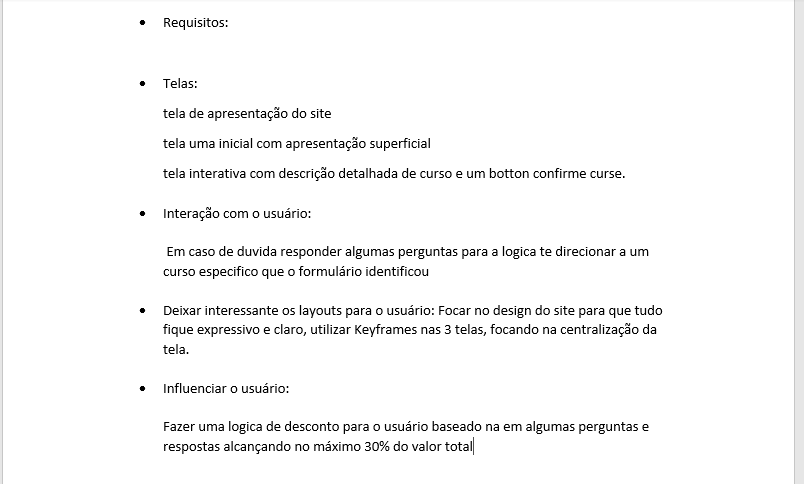 • Requisitos:
• Telas:
tela de apresentação do site
tela uma inicial com apresentação superficial
tela interativa com descrição detalhada de curso e um botton confirme curse.
• Interação com o usuário:
Em caso de duvida responder algumas perguntas para a logica te direcionar a um
curso especifico que o formulário identificou
• Deixar interessante os layouts para o usuário: Focar no design do site para que tudo
fique expressivo e claro, utilizar Keyframes nas 3 telas, focando na centralização da
tela.
• Influenciar o usuário:
Fazer uma logica de desconto para o usuário baseado na em algumas perguntas e
respostas alcançando no máximo 30% do valor total